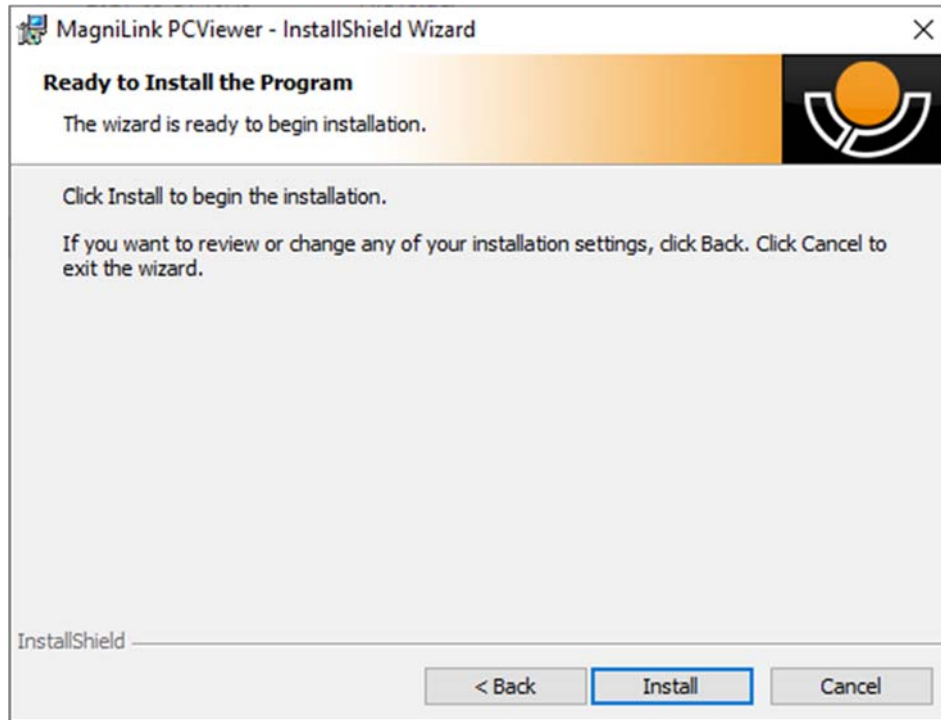 MagniLink PCViewer - InstallShield Wizard
Ready to Install the Program
The wizard is ready to begin installation.
Click Install to begin the installation.
If you want to review or change any of your installation settings, click Back. Click Cancel to
exit the wizard.
InstallShield
< Back
Install
Cancel